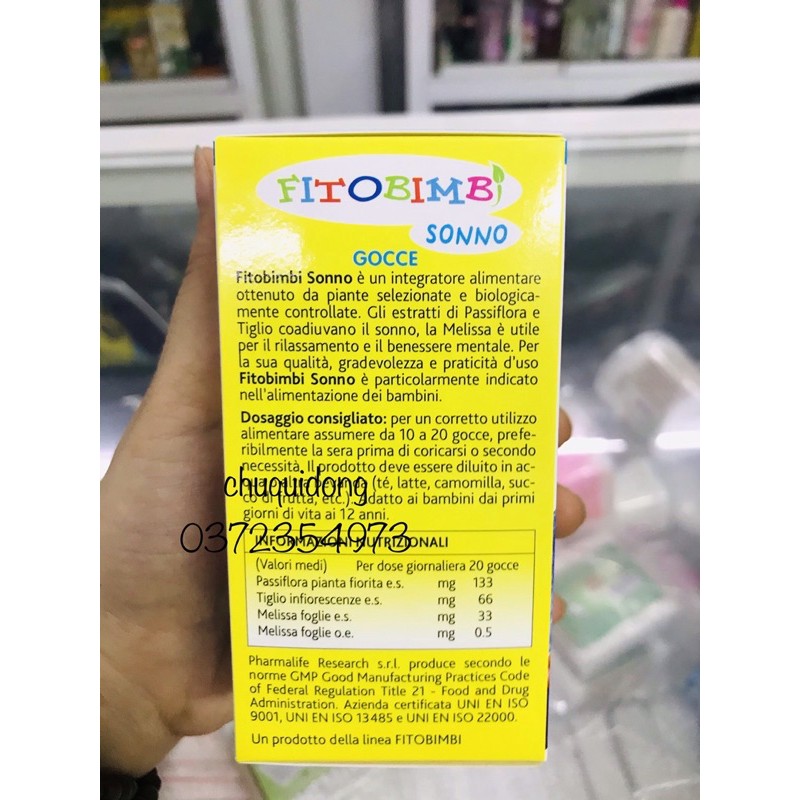 FITOBIMBI
SONNO
GOCCE
Fitobimbi Sonno è un integratore alimentare
ottenuto da piante selezionate e biologica-
mente controllate. Gli estratti di Passiflora e
Tiglio coadiuvano il sonno, la Melissa è utile
per il rilassamento e il benessere mentale. Per
la sua qualità, gradevolezza e praticità d'uso
Fitobimbi Sonno è particolarmente indicato
nell'alimentazione dei bambini.
Dosaggio consigliato: per un corretto utilizzo
alimentare assumere da 10 a 20 gocce, prefe-
ribilmente la sera prima di coricarsi o secondo
necessità. Il prodotto deve essere diluito in ac-
(té, latte, camomilla, suc-
chuquidong
co di frutta, etc.). Adatto ai bambini dai primi
giorni di vita ai 12 anni.
0372354973
INFORMAZIONI NUTRIZIONALI
(Valori medi) Per dose giornaliera 20 gocce
Passiflora pianta fiorita e.s. mg 133
Tiglio infiorescenze e.s. mg 66
Melissa foglie e.s. mg 33
Melissa foglie o.e. mg 0.5
Pharmalife Research s.r.l. produce secondo le
norme GMP Good Manufacturing Practices Code
of Federal Regulation Title 21 - Food and Drug
Administration. Azienda certificata UNI EN ISO
9001, UNI EN ISO 13485 e UNI EN ISO 22000.
Un prodotto della linea FITOBIMBI